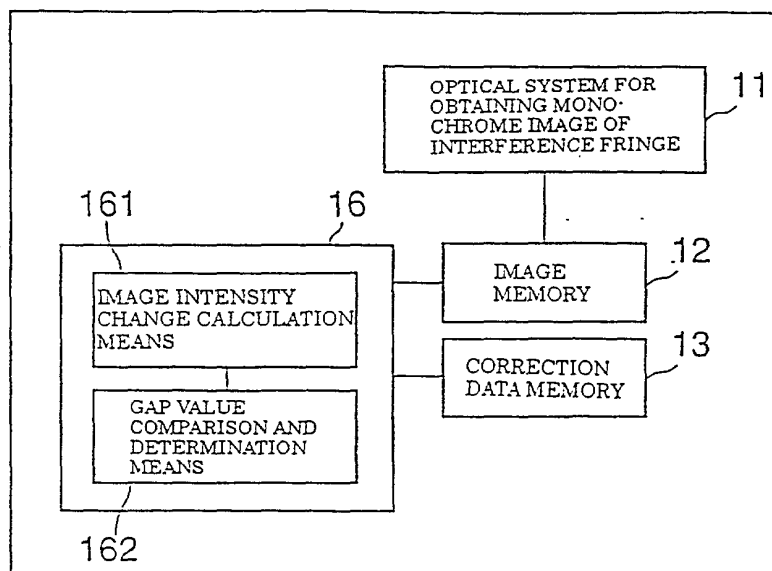 OPTICAL SYSTEM FOR
OBTAINING MONO-
CHROME IMAGE OF
INTERFERENCE FRINGE
11
161
16
IMAGE INTENSITY
CHANGE CALCULATION
MEANS
IMAGE
MEMORY
12
13
CORRECTION
DATA MEMORY
GAP VALUE
COMPARISON AND
DETERMINATION
MEANS
162